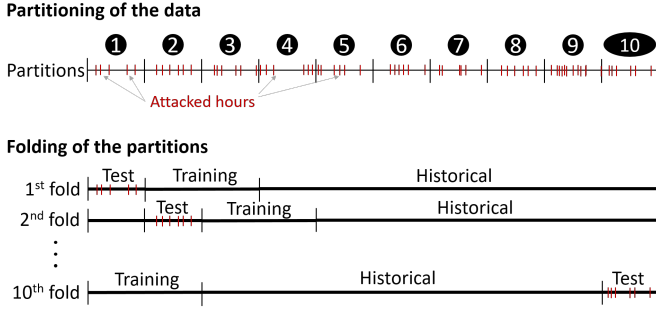 Partitioning of the data
1 2 3 4 5 6 7 8 9 10
Partitions
Attacked hours
Folding of the partitions
Test Training Historical
1st fold
Test Training Historical
2nd fold
Training Historical Test
10th fold